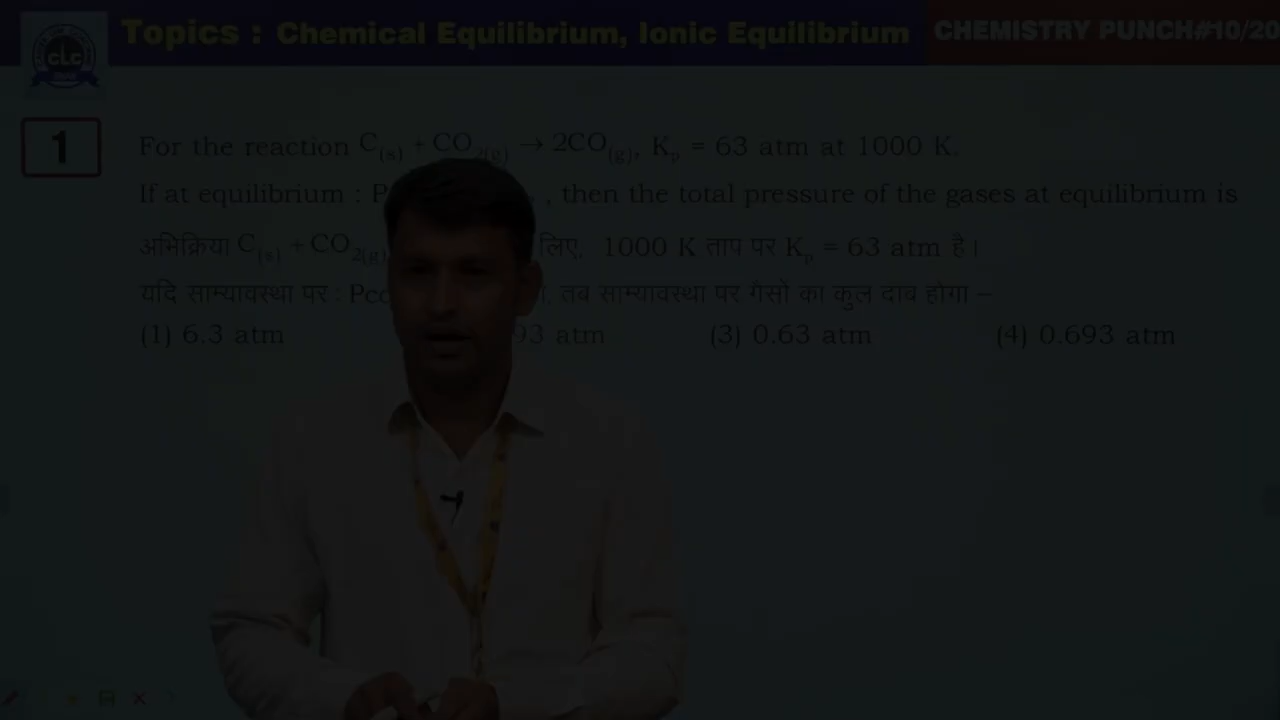 Topics : Chemical Equilibrium, Ionic Equilibrium
CHEMISTRY PUNCH#10/20
CLC
1
For the reaction C(s) + CO2(g) → 2CO(g), Kp = 63 atm at 1000 K.
If at equilibrium : P , then the total pressure of the gases at equilibrium is
अभिक्रिया C(s) + CO2(g) लिए, 1000 K ताप पर Kp = 63 atm है।
यदि साम्यावस्था पर : Pco तब साम्यावस्था पर गैसों का कुल दाब होगा –
(1) 6.3 atm 93 atm (3) 0.63 atm (4) 0.693 atm